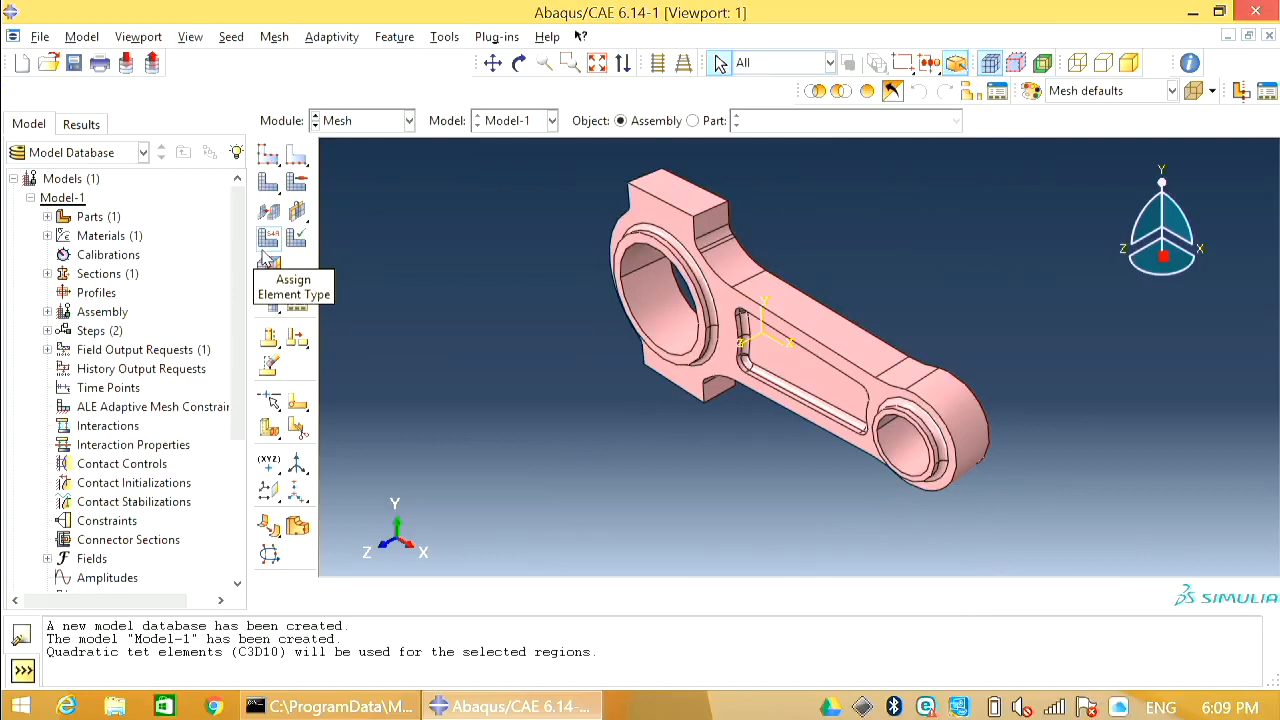 Abaqus/CAE 6.14-1 [Viewport: 1]
File Model Viewport View Seed Mesh Adaptivity Feature Tools Plug-ins Help
All
Mesh defaults
Model Results
Module: Mesh Model: Model-1 Object: Assembly Part:
Model Database
Models (1)
Model-1
Parts (1)
Materials (1)
Calibrations
Sections (1)
Profiles
Assembly
Steps (2)
Field Output Requests (1)
History Output Requests
Time Points
ALE Adaptive Mesh Constrain
Interactions
Interaction Properties
Contact Controls
Contact Initializations
Contact Stabilizations
Constraints
Connector Sections
Fields
Amplitudes
S4R
Assign
Element Type
(XYZ)
Y
Z
X
Y
Z
X
Y
Z
X
SIMULIA
A new model database has been created.
The model "Model-1" has been created.
Quadratic tet elements (C3D10) will be used for the selected regions.
C:\ProgramData\M...
Abaqus/CAE 6.14-...
ENG
6:09 PM